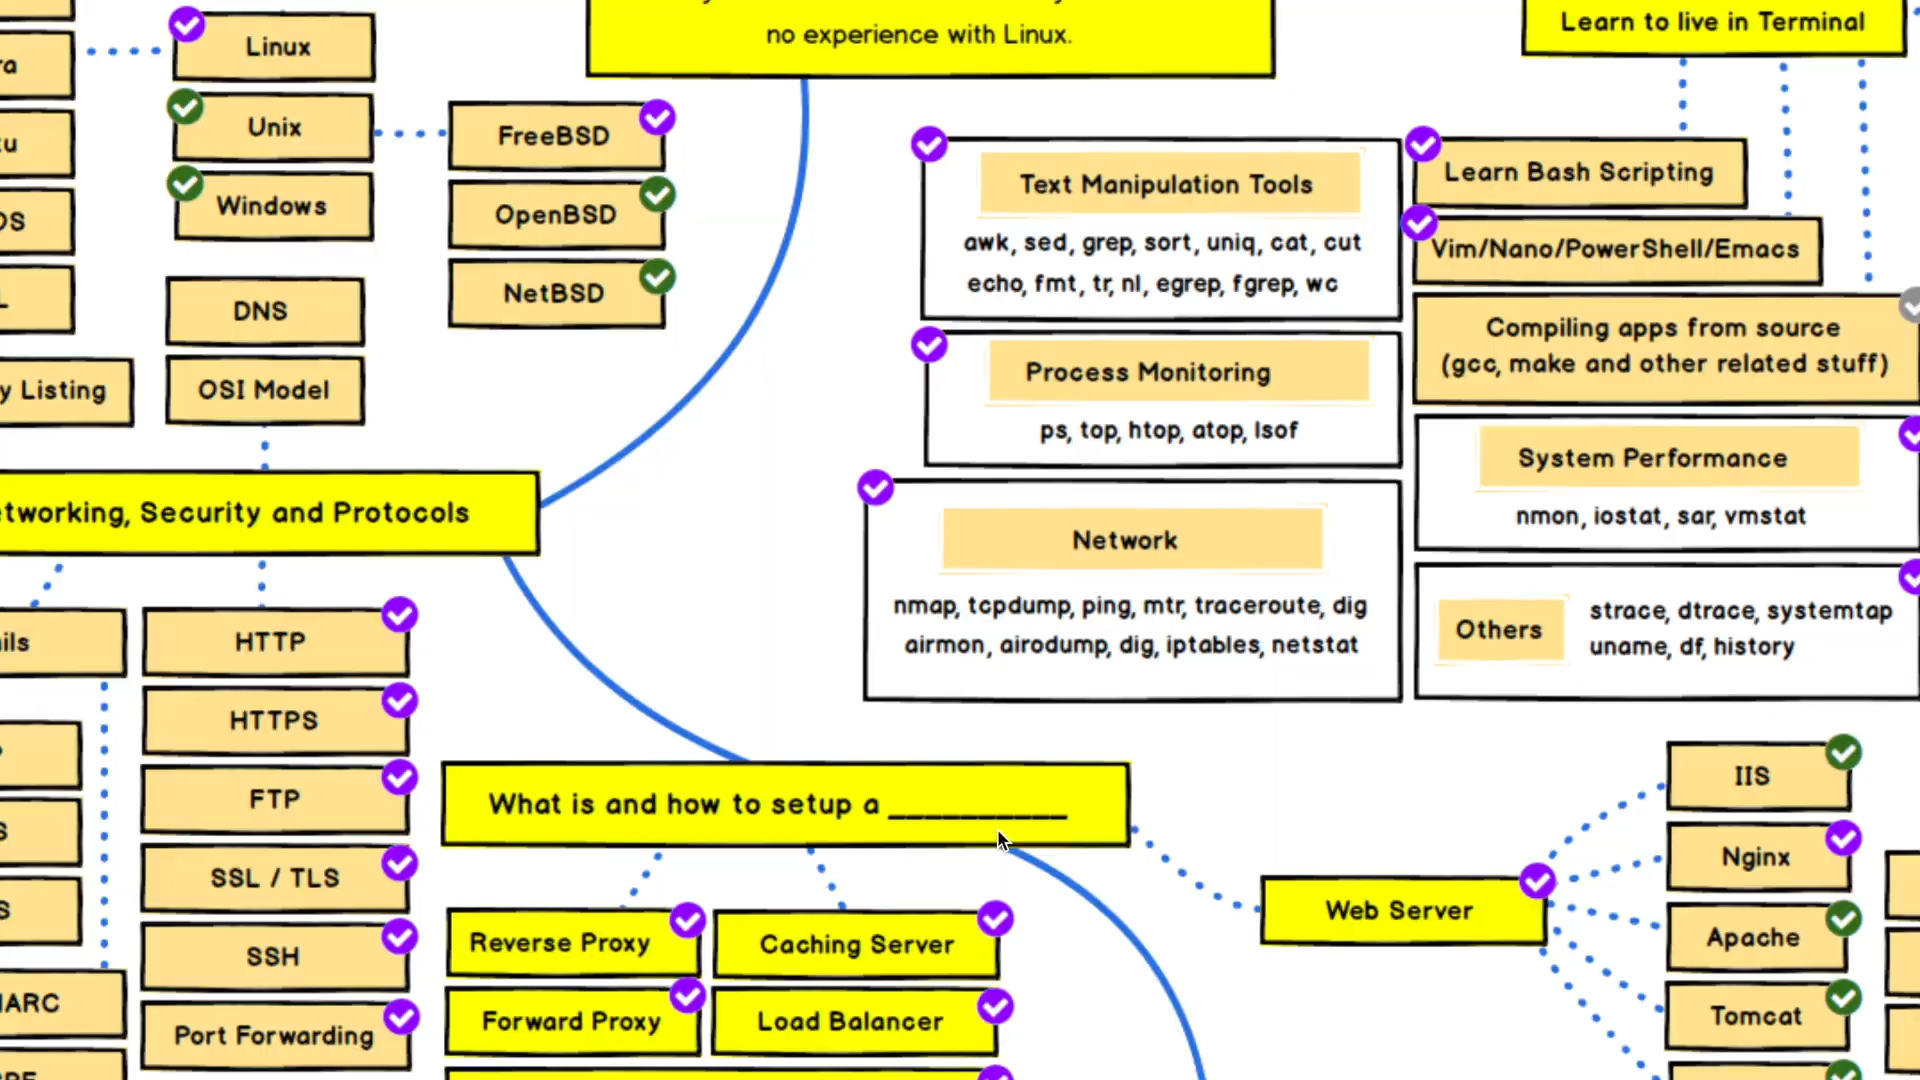 no experience with Linux.
Learn to live in Terminal
Linux
Unix
Windows
FreeBSD
OpenBSD
NetBSD
DNS
OSI Model
Listing
Text Manipulation Tools
awk, sed, grep, sort, uniq, cat, cut
echo, fmt, tr, nl, egrep, fgrep, wc
Learn Bash Scripting
Vim/Nano/PowerShell/Emacs
Compiling apps from source
(gcc, make and other related stuff)
Process Monitoring
ps, top, htop, atop, lsof
System Performance
nmon, iostat, sar, vmstat
Network
nmap, tcpdump, ping, mtr, traceroute, dig
airmon, airodump, dig, iptables, netstat
Others
strace, dtrace, systemtap
uname, df, history
etworking, Security and Protocols
ils
HTTP
HTTPS
FTP
SSL / TLS
SSH
Port Forwarding
What is and how to setup a __________
Reverse Proxy
Caching Server
Forward Proxy
Load Balancer
Web Server
IIS
Nginx
Apache
Tomcat